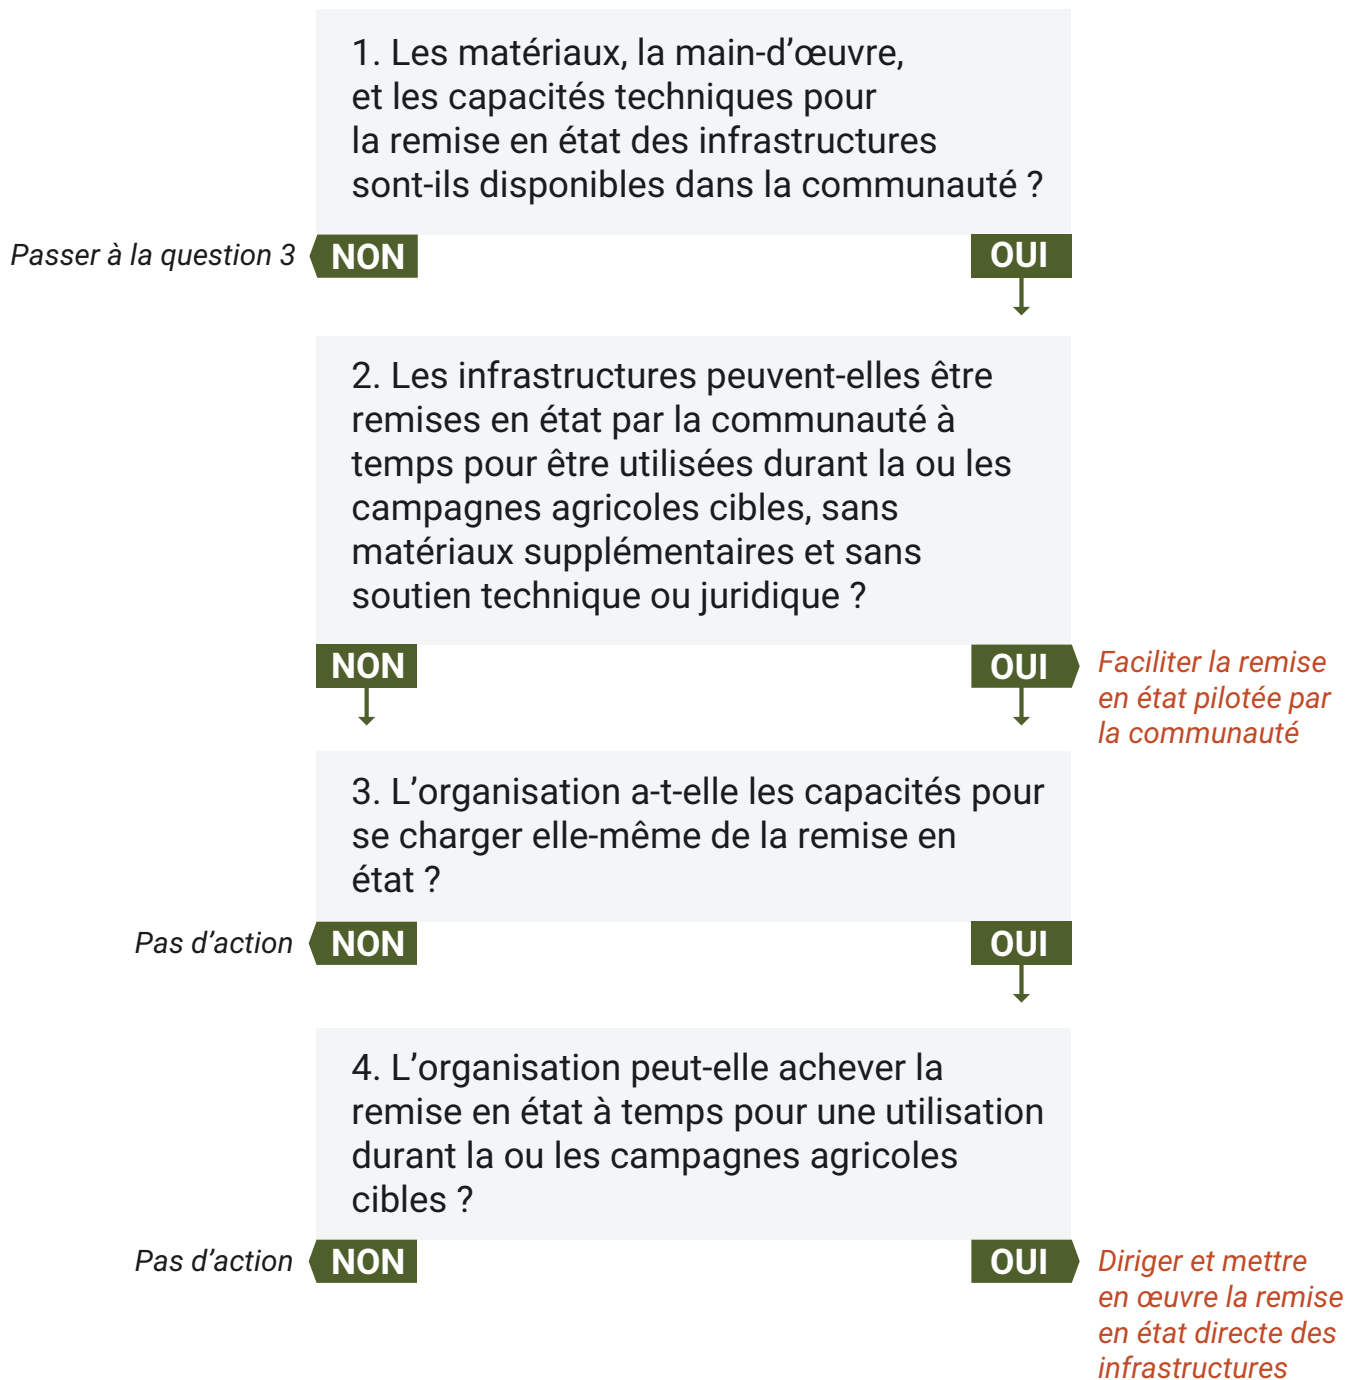 1. Les matériaux, la main-d’œuvre,
et les capacités techniques pour
la remise en état des infrastructures
sont-ils disponibles dans la communauté ?
Passer à la question 3
NON
OUI
2. Les infrastructures peuvent-elles être
remises en état par la communauté à
temps pour être utilisées durant la ou les
campagnes agricoles cibles, sans
matériaux supplémentaires et sans
soutien technique ou juridique ?
NON
OUI
Faciliter la remise
en état pilotée par
la communauté
3. L’organisation a-t-elle les capacités pour
se charger elle-même de la remise en
état ?
Pas d’action
NON
OUI
4. L’organisation peut-elle achever la
remise en état à temps pour une utilisation
durant la ou les campagnes agricoles
cibles ?
Pas d’action
NON
OUI
Diriger et mettre
en œuvre la remise
en état directe des
infrastructures